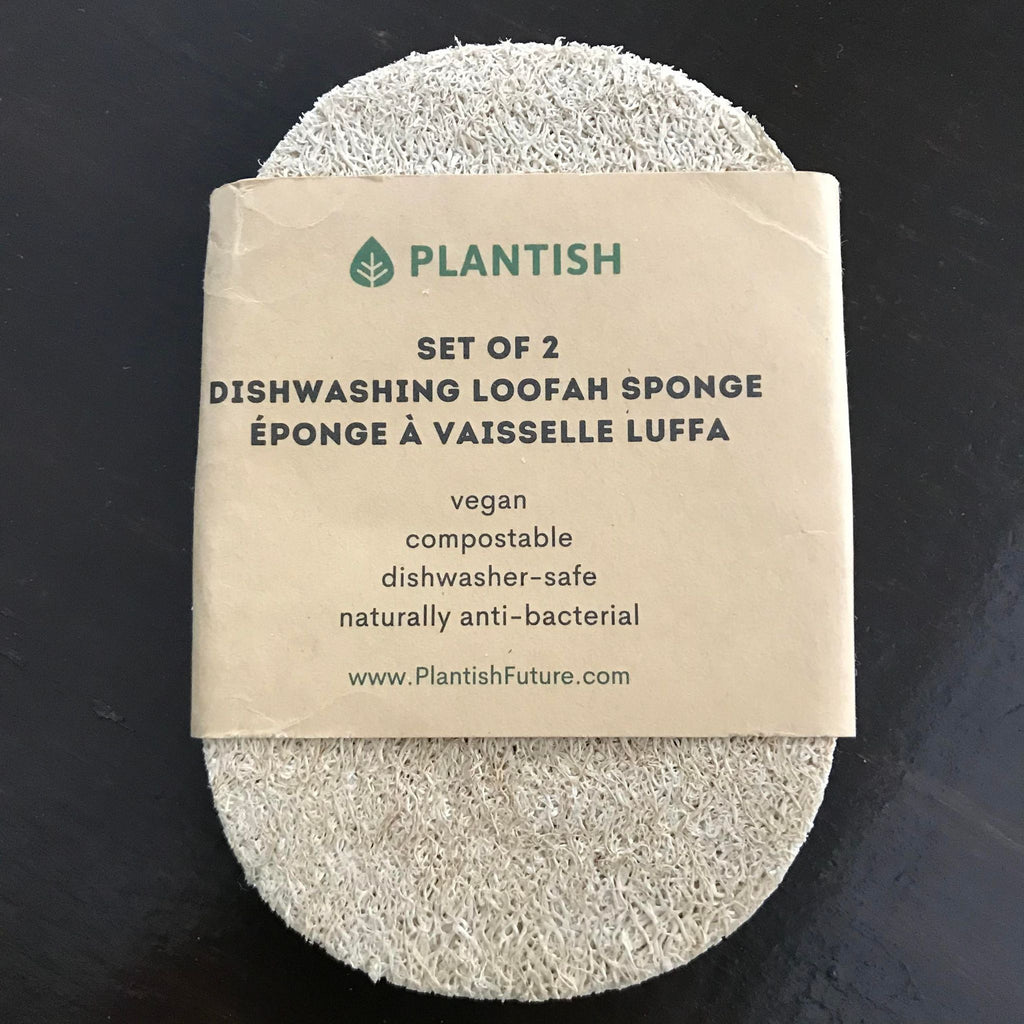 PLANTISH
SET OF 2
DISHWASHING LOOFAH SPONGE
ÉPONGE À VAISSELLE LUFFA
vegan
compostable
dishwasher-safe
naturally anti-bacterial
www.PlantishFuture.com